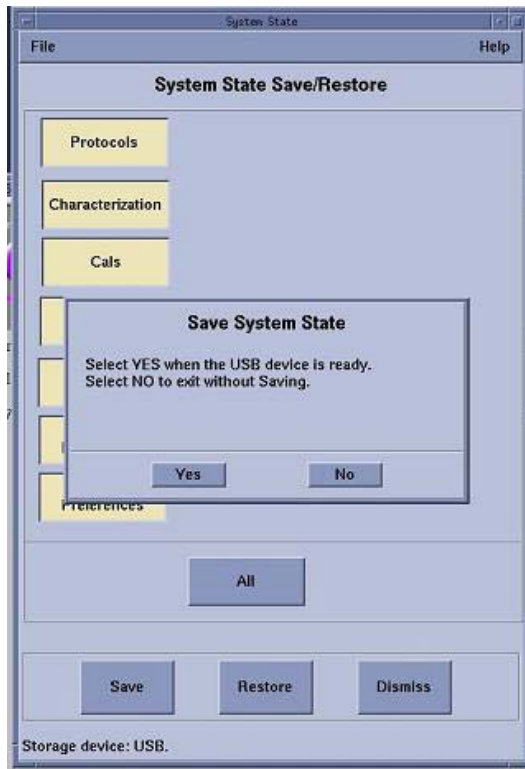 System State
File
Help
System State Save/Restore
Protocols
Characterization
Cals
Save System State
Select YES when the USB device is ready.
Select NO to exit without Saving.
Yes
No
Preferences
All
Save
Restore
Dismiss
Storage device: USB.